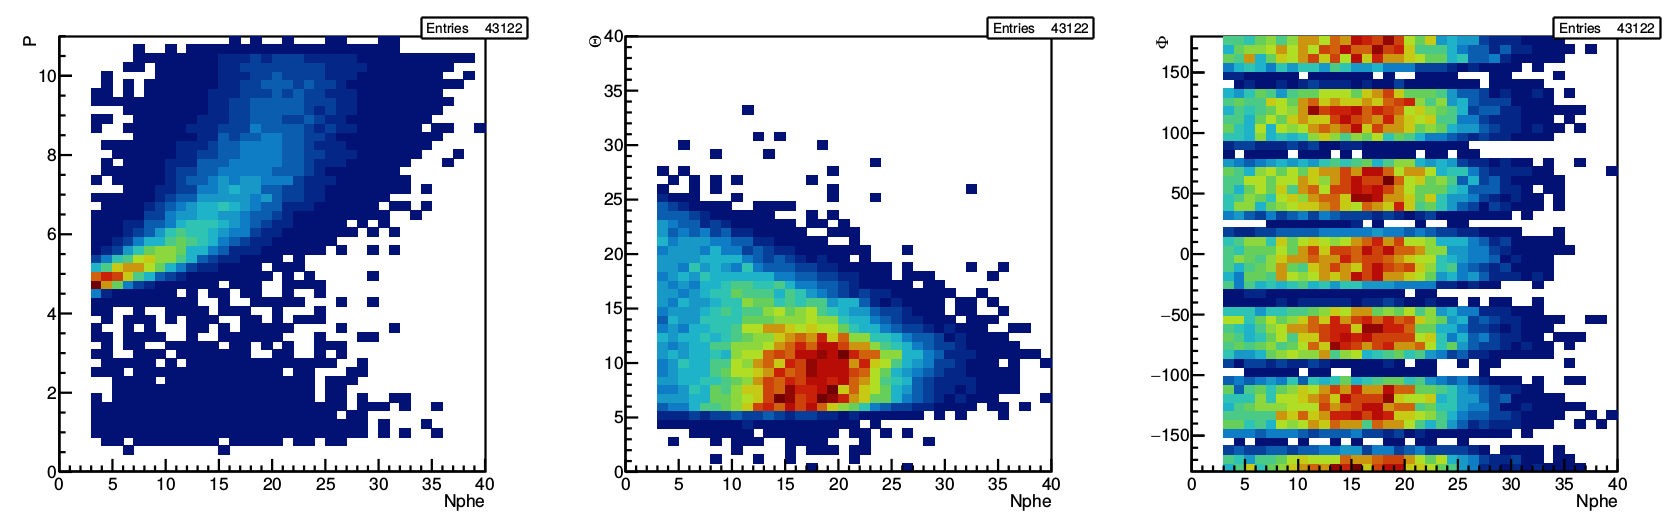 Entries 43122
P
10
8
6
4
2
0
0 5 10 15 20 25 30 35 40
Nphe
Entries 43122
Θ
40
35
30
25
20
15
10
5
0
0 5 10 15 20 25 30 35 40
Nphe
Entries 43122
Φ
150
100
50
0
−50
−100
−150
0 5 10 15 20 25 30 35 40
Nphe